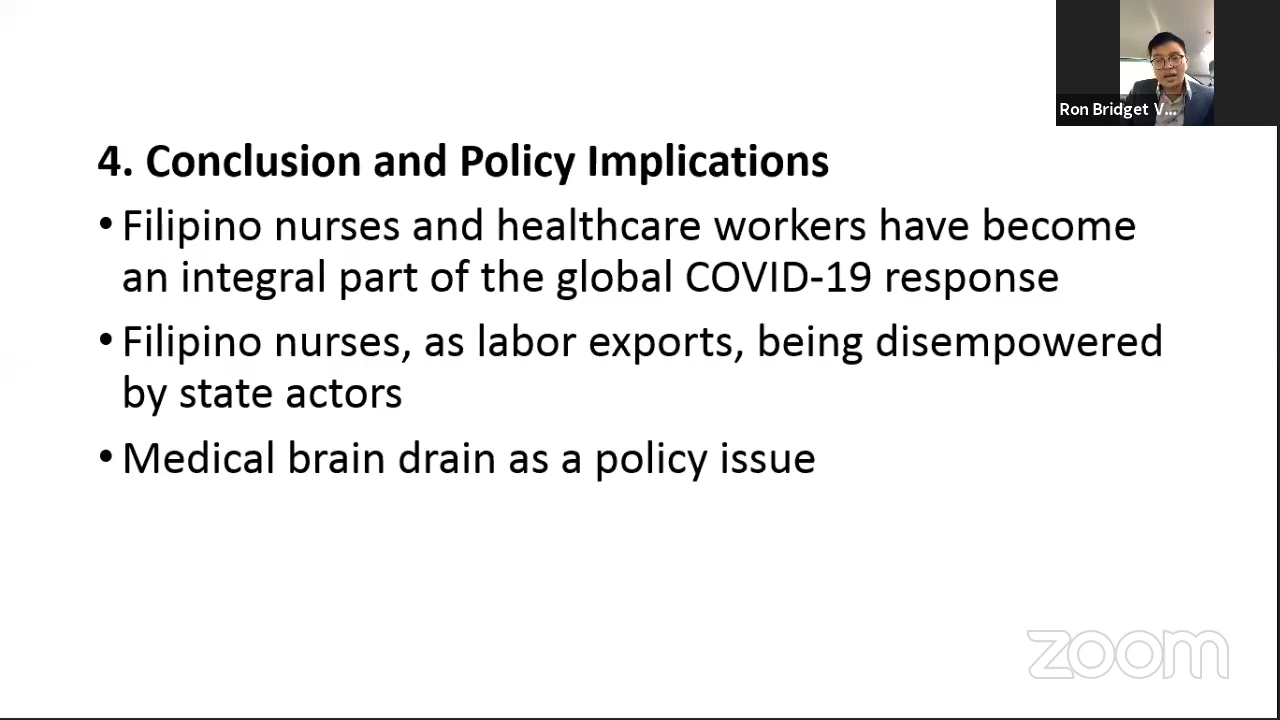 Ron Bridget V...
4. Conclusion and Policy Implications
• Filipino nurses and healthcare workers have become
an integral part of the global COVID-19 response
• Filipino nurses, as labor exports, being disempowered
by state actors
• Medical brain drain as a policy issue
zoom